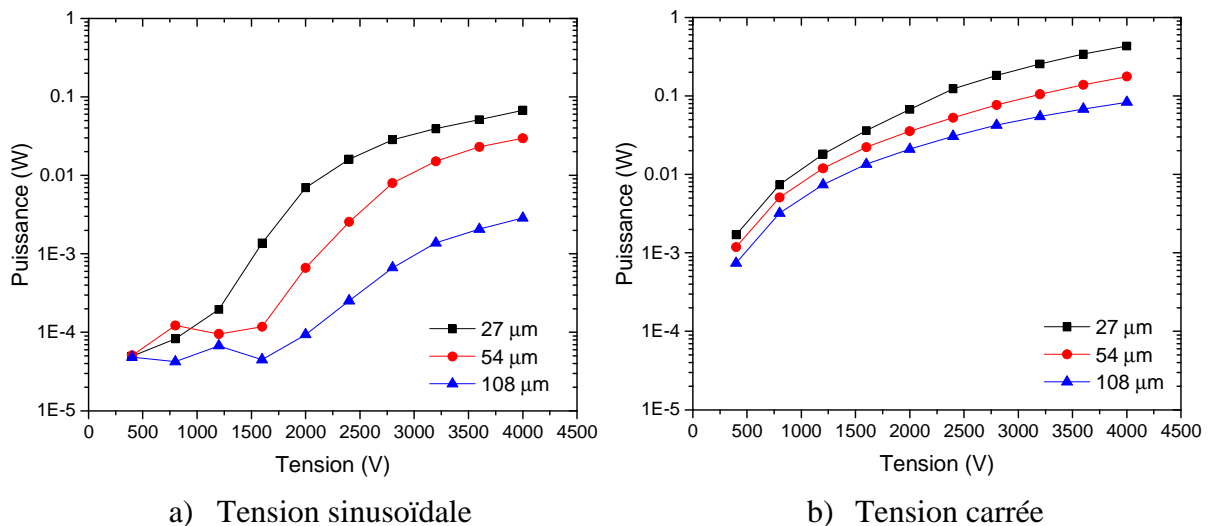 1
0.1
0.01
1E-3
1E-4
1E-5
Puissance (W)
27 μm
54 μm
108 μm
0 500 1000 1500 2000 2500 3000 3500 4000 4500
Tension (V)
a) Tension sinusoïdale
1
0.1
0.01
1E-3
1E-4
1E-5
Puissance (W)
27 μm
54 μm
108 μm
0 500 1000 1500 2000 2500 3000 3500 4000 4500
Tension (V)
b) Tension carrée